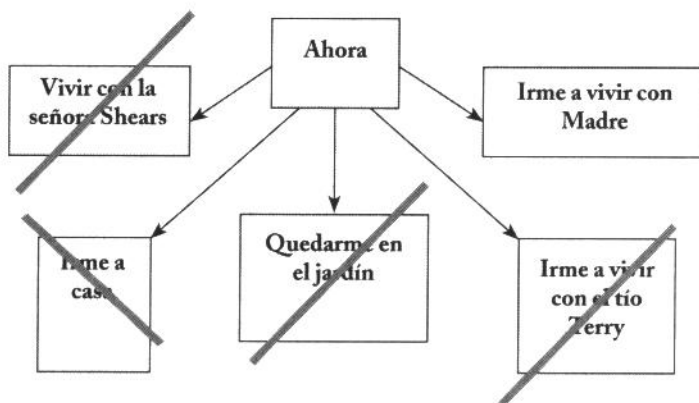 Ahora
Vivir con la
señora Shears
Irme a vivir con
Madre
Irme a
casa
Quedarme en
el jardín
Irme a vivir
con el tío
Terry